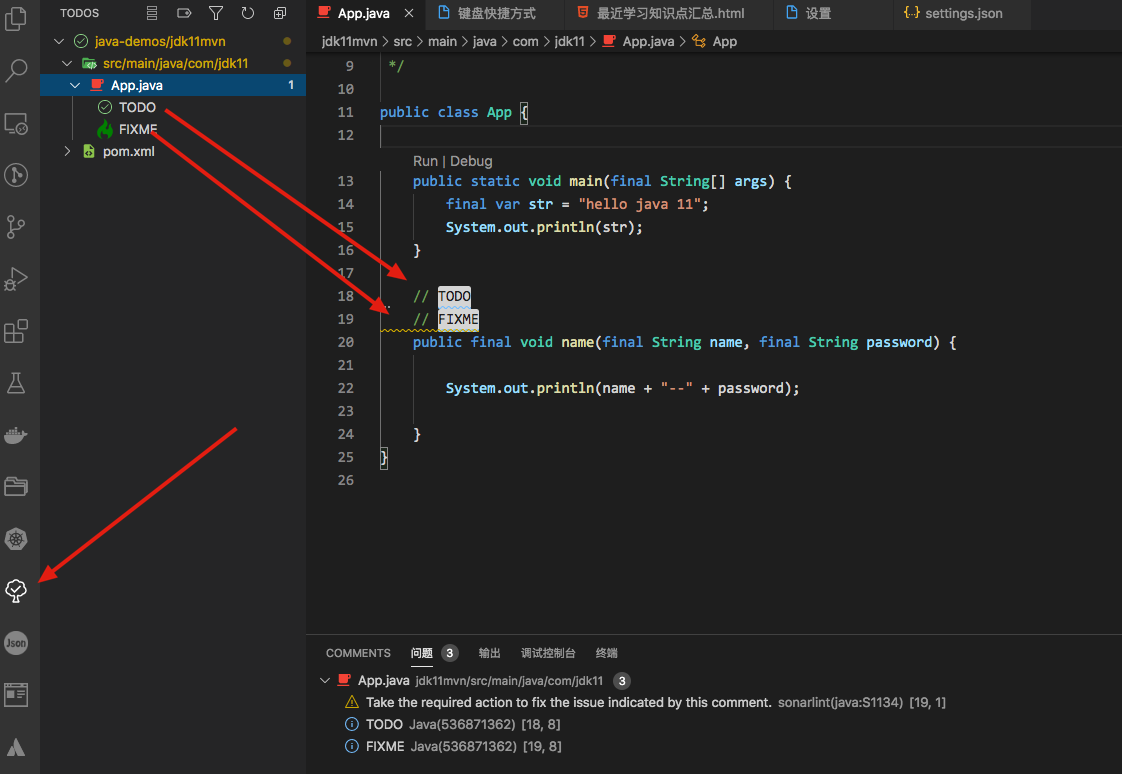 TODOS
java-demos/jdk11mvn
src/main/java/com/jdk11
App.java 1
TODO
FIXME
pom.xml
Json
App.java 键盘快捷方式 最近学习知识点汇总.html 设置 {..} settings.json
jdk11mvn > src > main > java > com > jdk11 > App.java > App
9 */
10
11 public class App {
12
Run | Debug
13 public static void main(final String[] args) {
14 final var str = "hello java 11";
15 System.out.println(str);
16 }
17
18 // TODO
19 // FIXME
20 public final void name(final String name, final String password) {
21
22 System.out.println(name + "--" + password);
23
24 }
25 }
26
COMMENTS 问题 3 输出 调试控制台 终端
App.java jdk11mvn/src/main/java/com/jdk11 3
Take the required action to fix the issue indicated by this comment. sonarlint(java:S1134) [19, 1]
TODO Java(536871362) [18, 8]
FIXME Java(536871362) [19, 8]